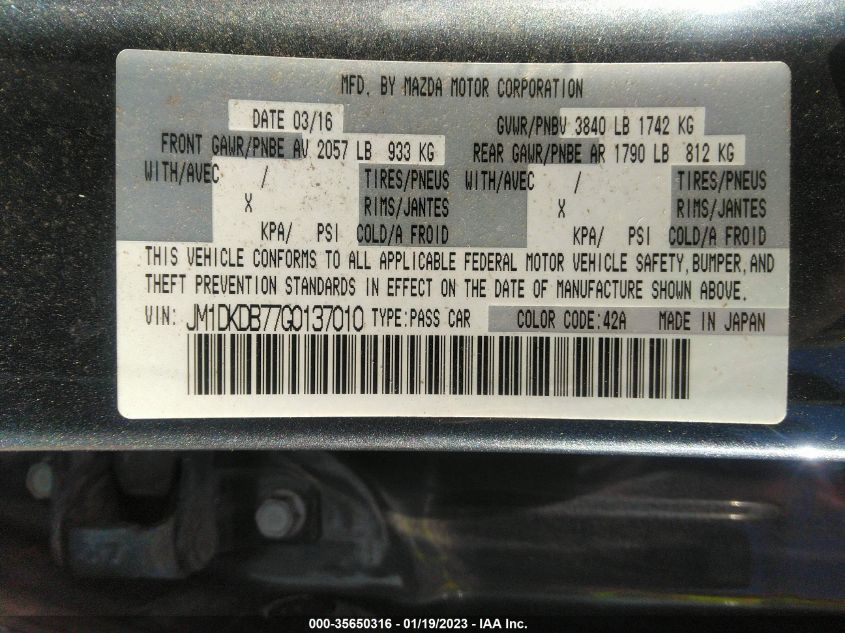 MFD. BY MAZDA MOTOR CORPORATION
DATE 03/16 GVWR/PNBV 3840 LB 1742 KG
FRONT GAWR/PNBE AV 2057 LB 933 KG REAR GAWR/PNBE AR 1790 LB 812 KG
WITH/AVEC / TIRES/PNEUS WITH/AVEC / TIRES/PNEUS
X RIMS/JANTES X RIMS/JANTES
KPA/ PSI COLD/A FROID KPA/ PSI COLD/A FROID
THIS VEHICLE CONFORMS TO ALL APPLICABLE FEDERAL MOTOR VEHICLE SAFETY,BUMPER,AND
THEFT PREVENTION STANDARDS IN EFFECT ON THE DATE OF MANUFACTURE SHOWN ABOVE.
VIN: JM1DKDB77G0137010 TYPE:PASS CAR COLOR CODE:42A MADE IN JAPAN
000-35650316 - 01/19/2023 - IAA Inc.